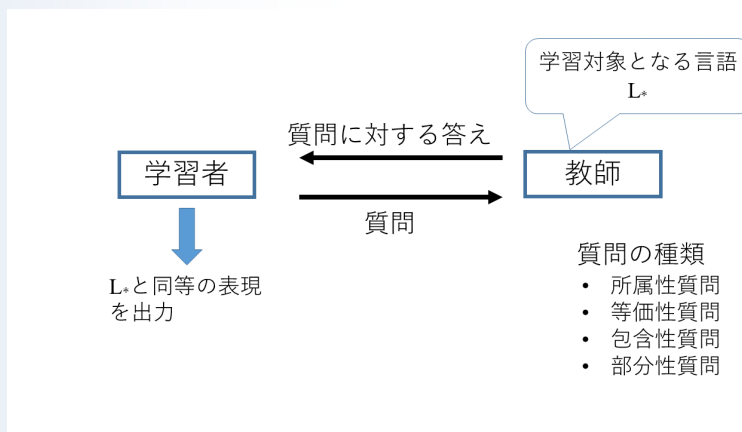 学習対象となる言語
L*
質問に対する答え
学習者
教師
質問
L*と同等の表現
を出力
質問の種類
• 所属性質問
• 等価性質問
• 包含性質問
• 部分性質問